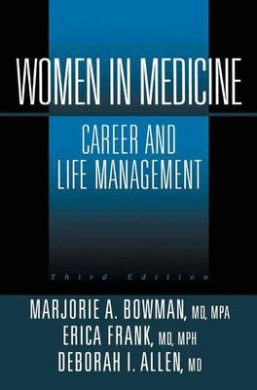 WOMEN IN MEDICINE
CAREER AND
LIFE MANAGEMENT
Third Edition
MARJORIE A. BOWMAN, MD, MPA
ERICA FRANK, MD, MPH
DEBORAH I. ALLEN, MD